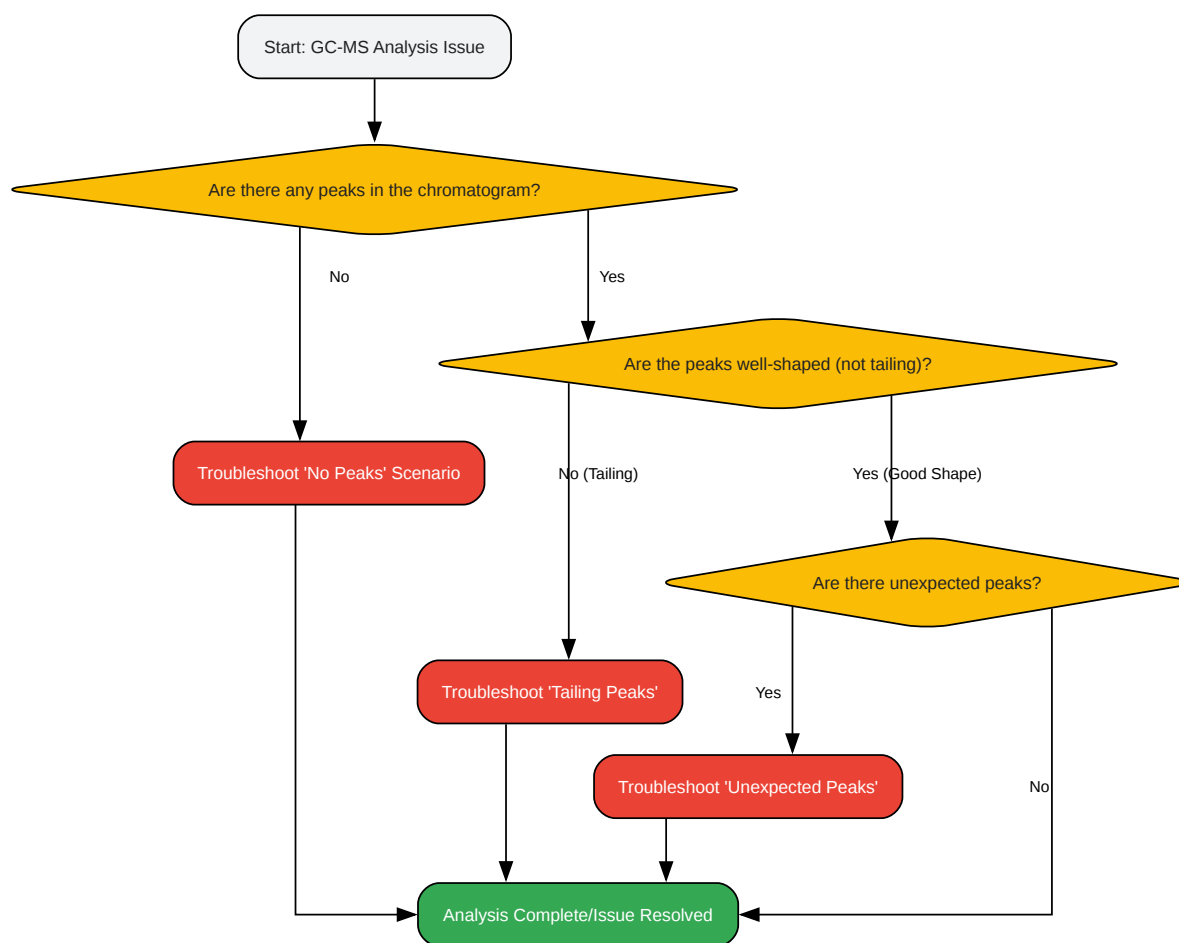 Start: GC-MS Analysis Issue
Are there any peaks in the chromatogram?
No
Yes
Are the peaks well-shaped (not tailing)?
Troubleshoot 'No Peaks' Scenario
No (Tailing)
Yes (Good Shape)
Are there unexpected peaks?
Troubleshoot 'Tailing Peaks'
Yes
Troubleshoot 'Unexpected Peaks'
No
Analysis Complete/Issue Resolved